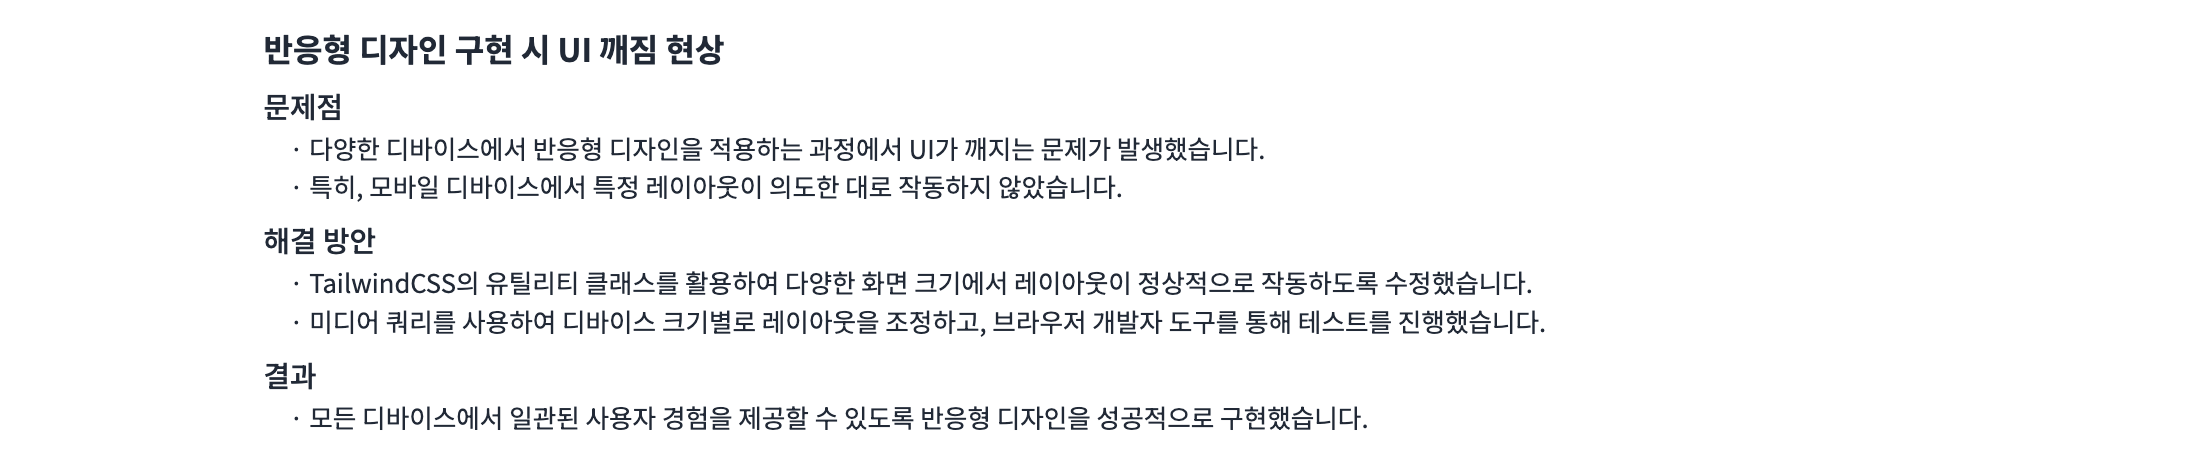 반응형 디자인 구현 시 UI 깨짐 현상
문제점
· 다양한 디바이스에서 반응형 디자인을 적용하는 과정에서 UI가 깨지는 문제가 발생했습니다.
· 특히, 모바일 디바이스에서 특정 레이아웃이 의도한 대로 작동하지 않았습니다.
해결 방안
· TailwindCSS의 유틸리티 클래스를 활용하여 다양한 화면 크기에서 레이아웃이 정상적으로 작동하도록 수정했습니다.
· 미디어 쿼리를 사용하여 디바이스 크기별로 레이아웃을 조정하고, 브라우저 개발자 도구를 통해 테스트를 진행했습니다.
결과
· 모든 디바이스에서 일관된 사용자 경험을 제공할 수 있도록 반응형 디자인을 성공적으로 구현했습니다.